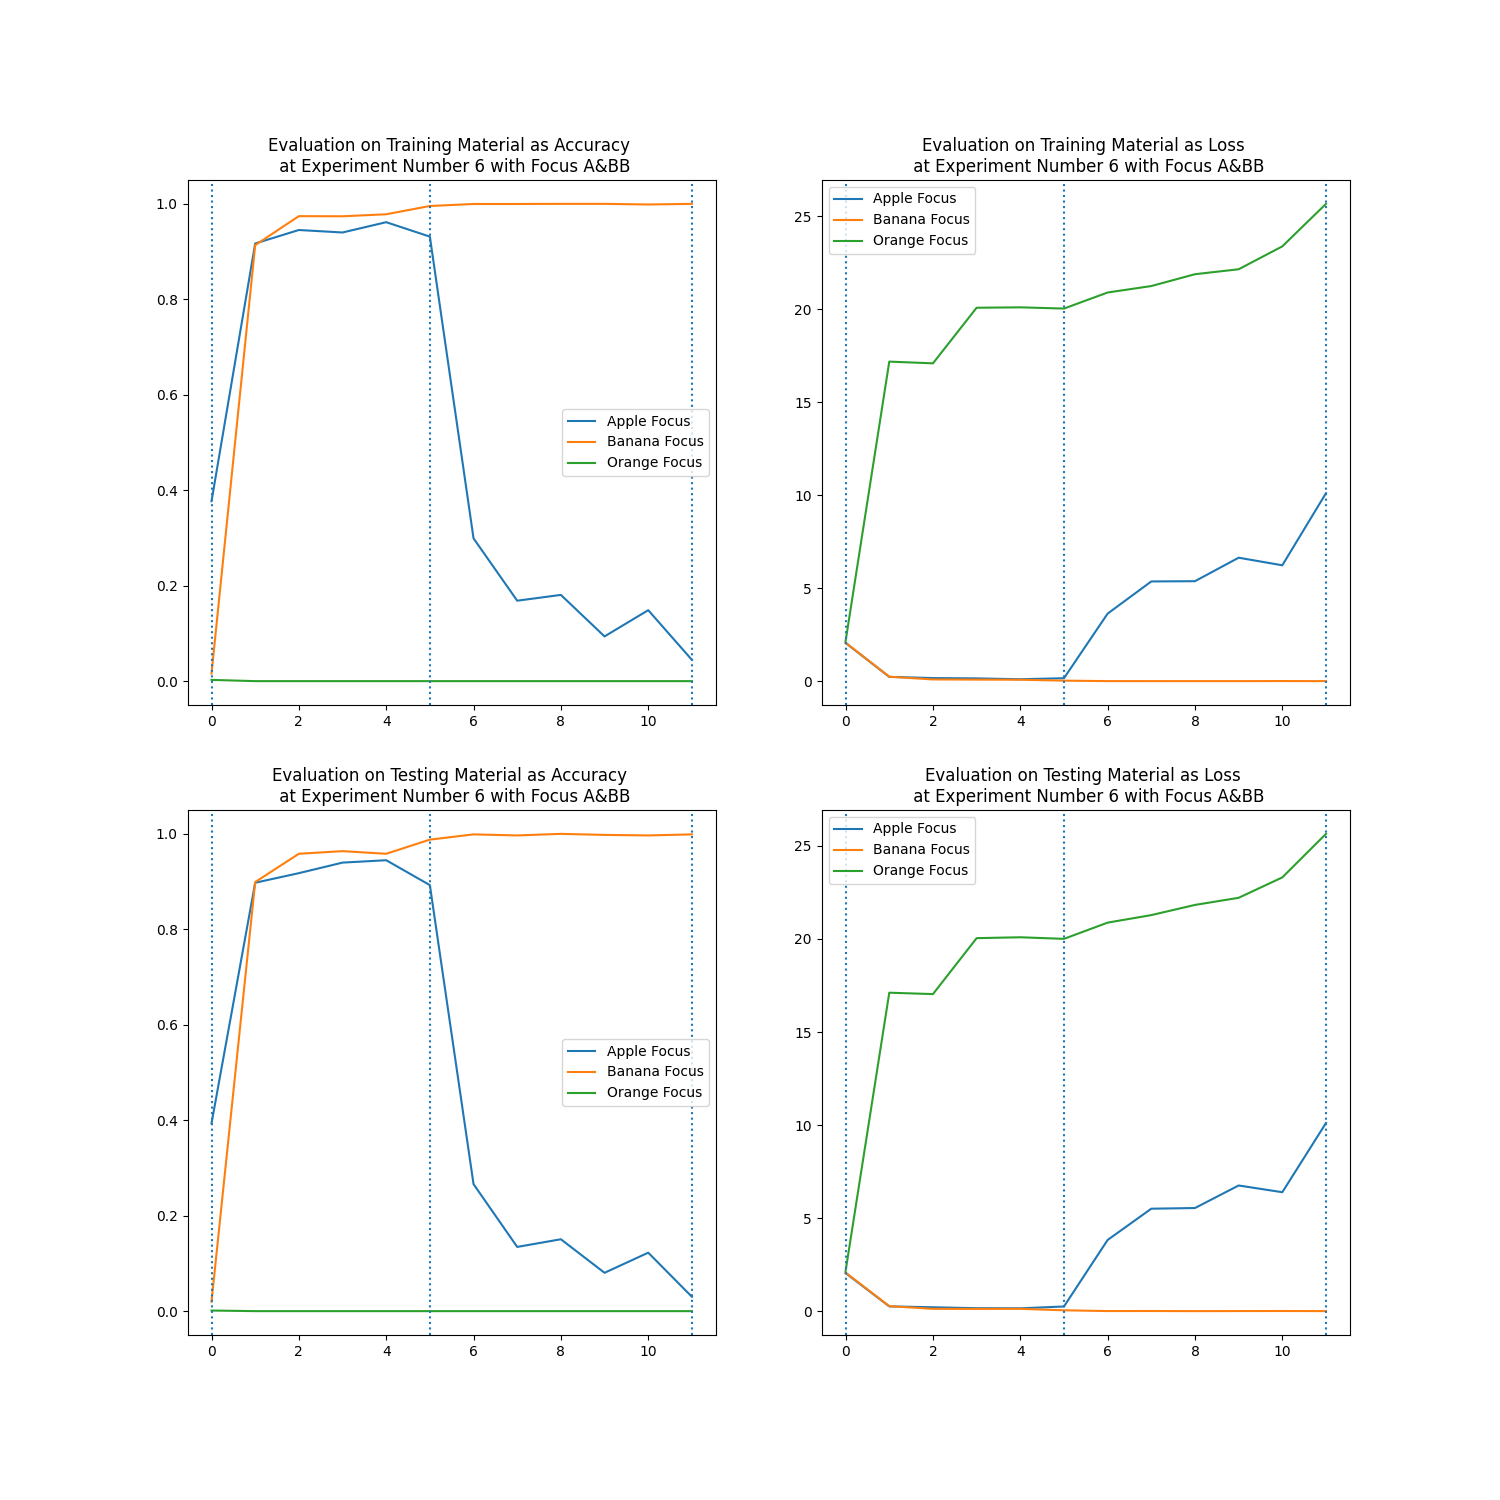 Evaluation on Training Material as Accuracy
at Experiment Number 6 with Focus A&BB
1.0
0.8
0.6
0.4
0.2
0.0
Apple Focus
Banana Focus
Orange Focus
0 2 4 6 8 10
Evaluation on Training Material as Loss
at Experiment Number 6 with Focus A&BB
Apple Focus
Banana Focus
Orange Focus
25
20
15
10
5
0
0 2 4 6 8 10
Evaluation on Testing Material as Accuracy
at Experiment Number 6 with Focus A&BB
1.0
0.8
0.6
0.4
0.2
0.0
Apple Focus
Banana Focus
Orange Focus
0 2 4 6 8 10
Evaluation on Testing Material as Loss
at Experiment Number 6 with Focus A&BB
Apple Focus
Banana Focus
Orange Focus
25
20
15
10
5
0
0 2 4 6 8 10